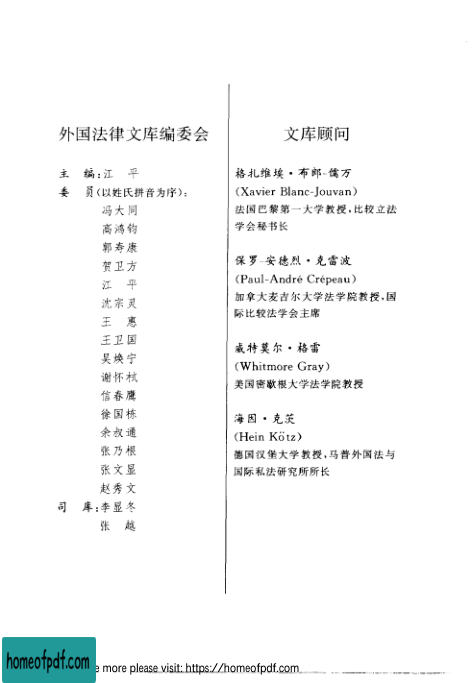 外国法律文库编委会
主 编:江 平
委 员(以姓氏拼音为序):
冯大同
高鸿钧
郭寿康
贺卫方
江 平
沈宗灵
王 惠
王卫国
吴焕宁
谢怀栻
信春鹰
徐国栋
余叔通
张乃根
张文显
赵秀文
司 库:李显冬
张 越
文库顾问
格扎维埃·布郎-儒万
(Xavier Blanc-Jouvan)
法国巴黎第一大学教授,比较立法
学会秘书长
保罗-安德烈·克雷波
(Paul-André Crépeau)
加拿大麦吉尔大学法学院教授,国
际比较法学会主席
威特莫尔·格雷
(Whitmore Gray)
美国密歇根大学法学院教授
海因·克茨
(Hein Kötz)
德国汉堡大学教授,马普外国法与
国际私法研究所所长
homeofpdf.com
e more please visit: https://homeofpdf.com